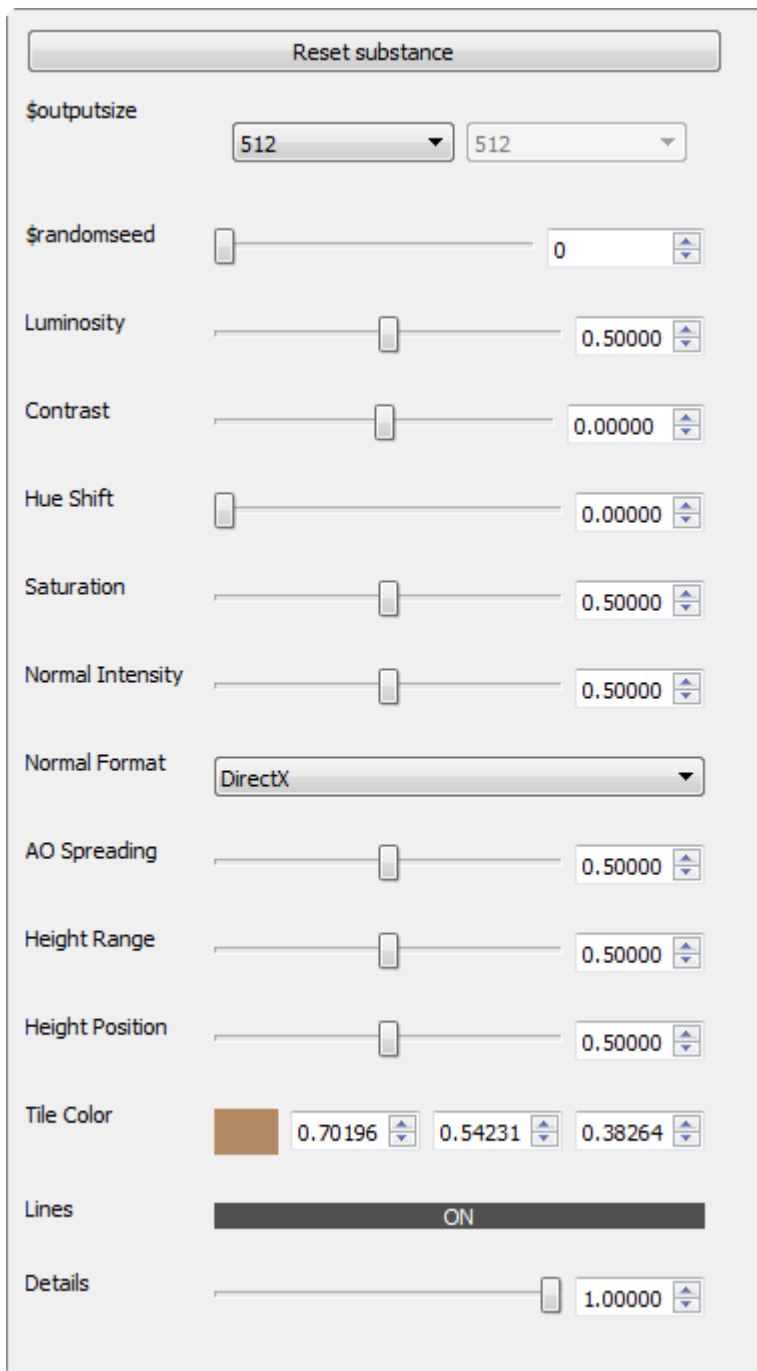 Reset substance
$outputsize
512 512
$randomseed 0
Luminosity 0.50000
Contrast 0.00000
Hue Shift 0.00000
Saturation 0.50000
Normal Intensity 0.50000
Normal Format DirectX
AO Spreading 0.50000
Height Range 0.50000
Height Position 0.50000
Tile Color 0.70196 0.54231 0.38264
Lines ON
Details 1.00000